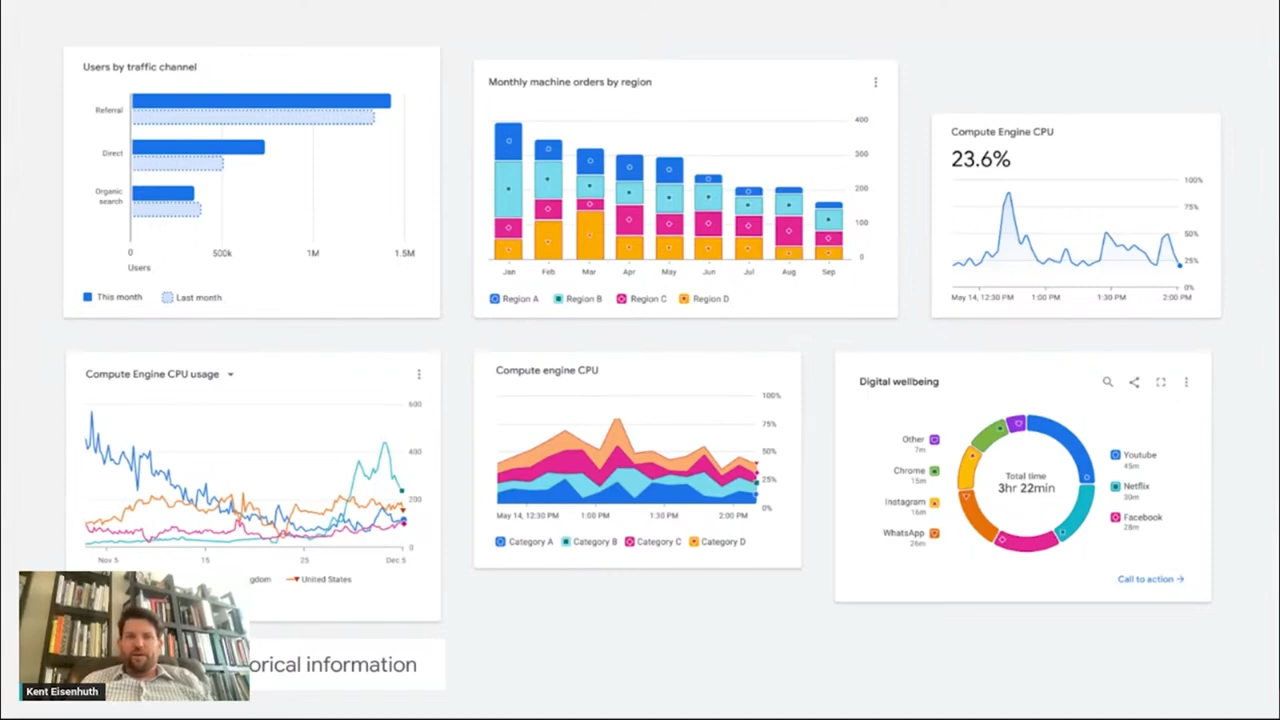 Users by traffic channel
Referral
Direct
Organic
search
0 500k 1M 1.5M
Users
This month Last month
Monthly machine orders by region
400
300
200
100
0
Jan Feb Mar Apr May Jun Jul Aug Sep
Region A Region B Region C Region D
Compute Engine CPU
23.6%
100%
75%
50%
25%
0%
May 14, 12:30 PM 1:00 PM 1:30 PM 2:00 PM
Compute Engine CPU usage
600
400
200
0
Nov 5 15 25 Dec 5
gdom United States
Compute engine CPU
100%
75%
50%
25%
0%
May 14, 12:30 PM 1:00 PM 1:30 PM 2:00 PM
Category A Category B Category C Category D
Digital wellbeing
Other
7m
Chrome
15m
Instagram
16m
WhatsApp
26m
Total time
3hr 22min
Youtube
45m
Netflix
30m
Facebook
28m
Call to action
orical information
Kent Eisenhuth